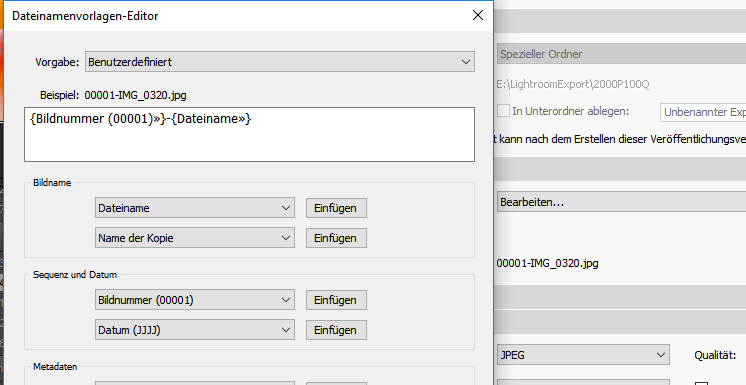 Dateinamenvorlagen-Editor
Vorgabe:
Benutzerdefiniert
Beispiel: 00001-IMG_0320.jpg
{Bildnummer (00001)»}-{Dateiname»}
Bildname
Dateiname
Einfügen
Name der Kopie
Einfügen
Sequenz und Datum
Bildnummer (00001)
Einfügen
Datum (JJJJ)
Einfügen
Metadaten
Spezieller Ordner
E:\LightroomExport\2000P100Q
In Unterordner ablegen:
Unbenannter Exp
t kann nach dem Erstellen dieser Veröffentlichungsve
Bearbeiten...
00001-IMG_0320.jpg
JPEG
Qualität: